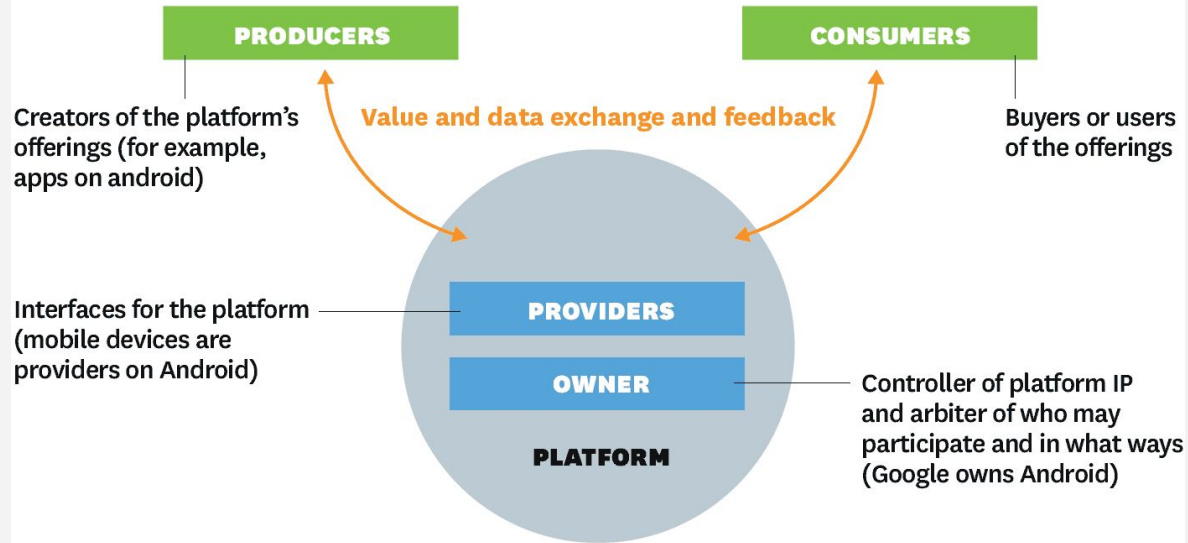 PRODUCERS
CONSUMERS
Creators of the platform's
offerings (for example,
apps on android)
Value and data exchange and feedback
Buyers or users
of the offerings
Interfaces for the platform
(mobile devices are
providers on Android)
PROVIDERS
OWNER
Controller of platform IP
and arbiter of who may
participate and in what ways
(Google owns Android)
PLATFORM